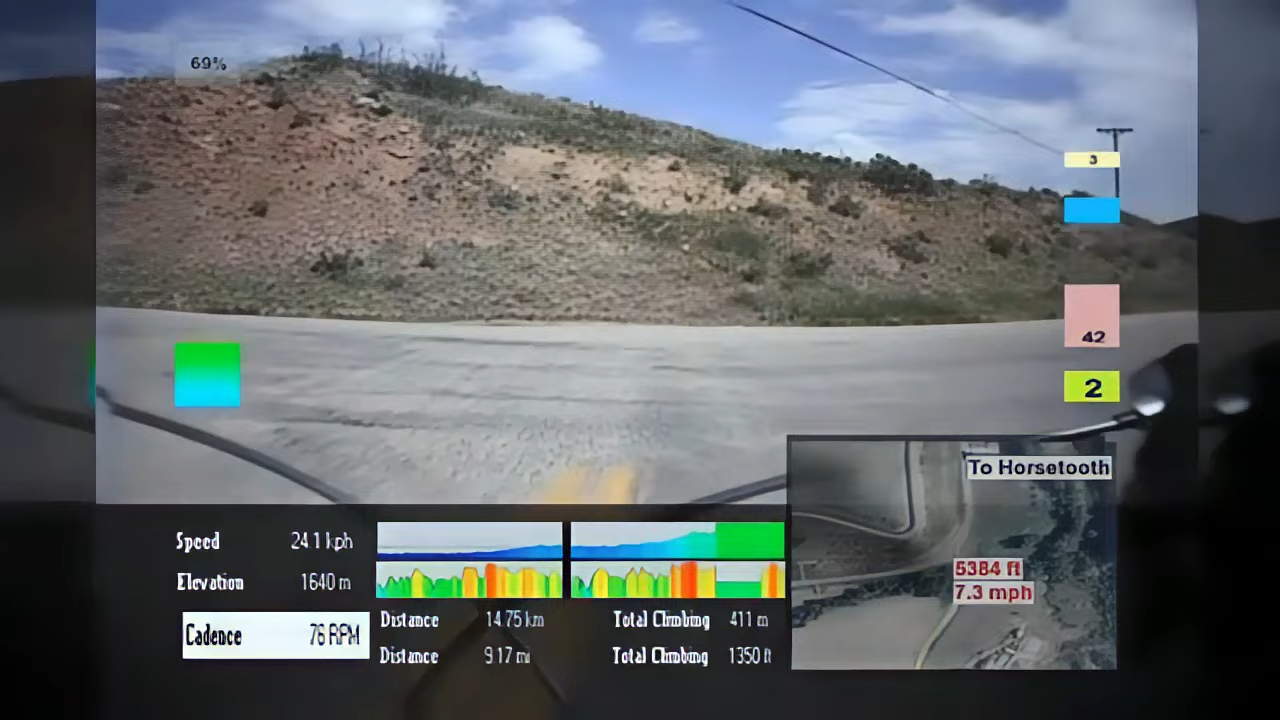 69%
3
42
2
To Horsetooth
5384 ft
7.3 mph
Speed 24.1 kph
Elevation 1640 m
Cadence 76 RPM
Distance 14.75 km
Total Climbing 411 m
Distance 9.17 mi
Total Climbing 1350 ft